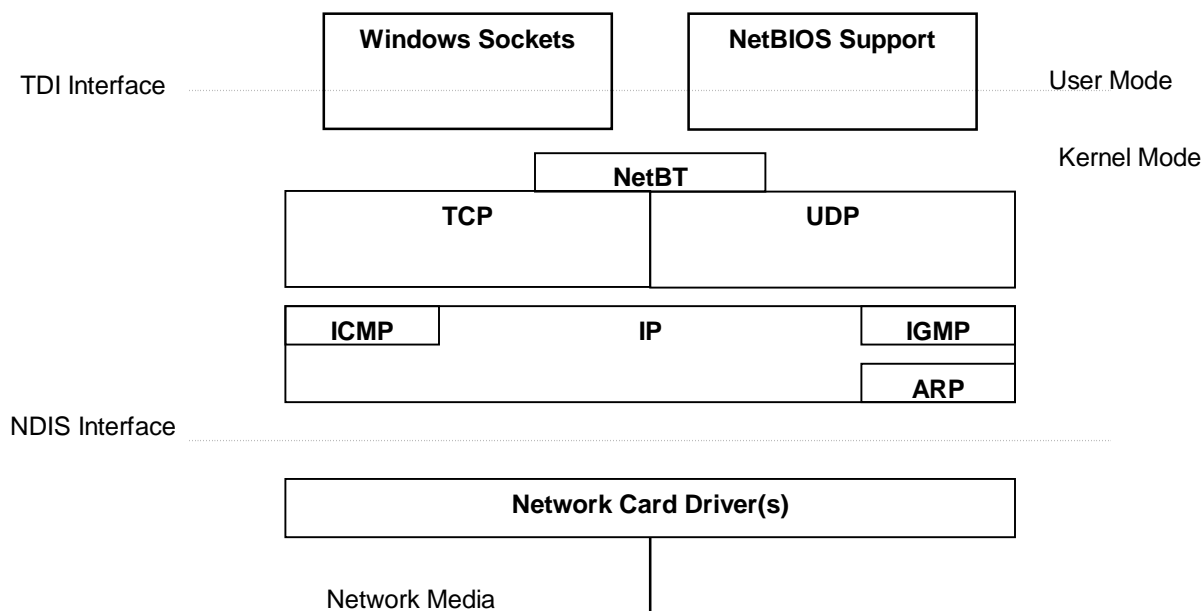 Windows Sockets
NetBIOS Support
TDI Interface
User Mode
Kernel Mode
NetBT
TCP
UDP
ICMP
IP
IGMP
ARP
NDIS Interface
Network Card Driver(s)
Network Media